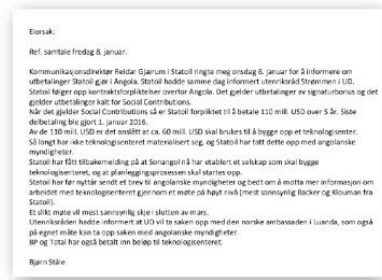 Eiersak:
Ref. samtale fredag 8. januar.
Kommunikasjonsdirektør Reidar Gjærum i Statoil ringte meg onsdag 6. januar for å informere om
utbetalinger Statoil gjør i Angola. Statoil hadde samme dag informert utenriksråd Strømmen i UD.
Statoil følger opp kontraktsforpliktelser overfor Angola. Det gjelder utbetalinger av signaturbonus og det
gjelder utbetalinger kalt for Social Contributions.
Når det gjelder Social Contributions så er Statoil forpliktet til å betale 110 mill. USD over 5 år. Siste
delbetaling ble gjort 1. januar 2016.
Av de 110 mill. USD er det anslått at ca. 60 mill. USD skal brukes til å bygge opp et teknologisenter.
Så langt har ikke teknologisenteret materialisert seg, og Statoil har tatt dette opp med angolanske
myndigheter.
Statoil har fått tilbakemelding på at Sonangol nå har etablert et selskap som skal bygge
teknologisenteret, og at planleggingsprosessen skal startes opp.
Statoil har før nyttår sendt et brev til angolanske myndigheter og bedt om å motta mer informasjon om
arbeidet med teknologisenteret gjennom et møte på høyt nivå (mest sannsynlig Backer og Klouman fra
Statoil).
Et slikt møte vil mest sannsynlig skje i slutten av mars.
Utenriksråden hadde informert at UD vil ta saken opp med den norske ambassaden i Luanda, som også
på egnet måte kan ta opp saken med angolanske myndigheter.
BP og Total har også betalt inn beløp til teknologisenteret.
Bjørn Ståle